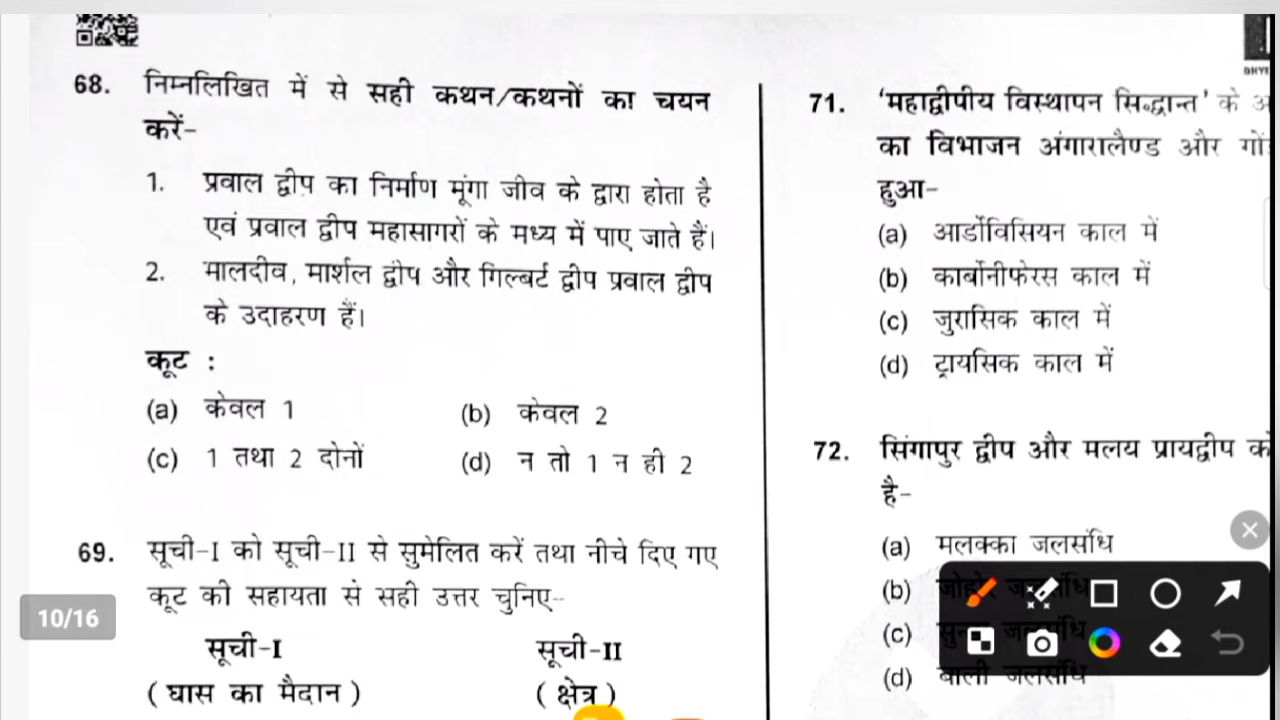 68. निम्नलिखित में से सही कथन/कथनों का चयन
करें-
1. प्रवाल द्वीप का निर्माण मूंगा जीव के द्वारा होता है
एवं प्रवाल द्वीप महासागरों के मध्य में पाए जाते हैं।
2. मालदीव, मार्शल द्वीप और गिल्बर्ट द्वीप प्रवाल द्वीप
के उदाहरण हैं।
कूट :
(a) केवल 1 (b) केवल 2
(c) 1 तथा 2 दोनों (d) न तो 1 न ही 2
69. सूची-I को सूची-II से सुमेलित करें तथा नीचे दिए गए
कूट की सहायता से सही उत्तर चुनिए-
सूची-I सूची-II
(घास का मैदान) (क्षेत्र)
10/16
71. 'महाद्वीपीय विस्थापन सिद्धान्त' के
का विभाजन अंगारालैण्ड और
हुआ-
(a) आर्डोविसियन काल में
(b) कार्बोनीफेरस काल में
(c) जुरासिक काल में
(d) ट्रायसिक काल में
72. सिंगापुर द्वीप और मलय प्रायद्वीप को
है-
(a) मलक्का जलसंधि
(b) जोहोर जलसंधि
(c) जलसंधि
(d) बाली जलसंधि